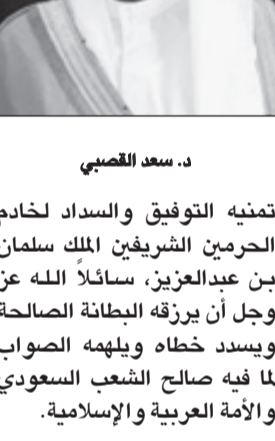 د. سعد القصبي
تمنيه التوفيق والسداد لخادم
الحرمين الشريفين الملك سلمان
بن عبدالعزيز، سائلاً الله عز
وجل أن يرزقه البطانة الصالحة
ويسدد خطاه ويلهمه الصواب
لما فيه صالح الشعب السعودي
والأمة العربية والإسلامية.